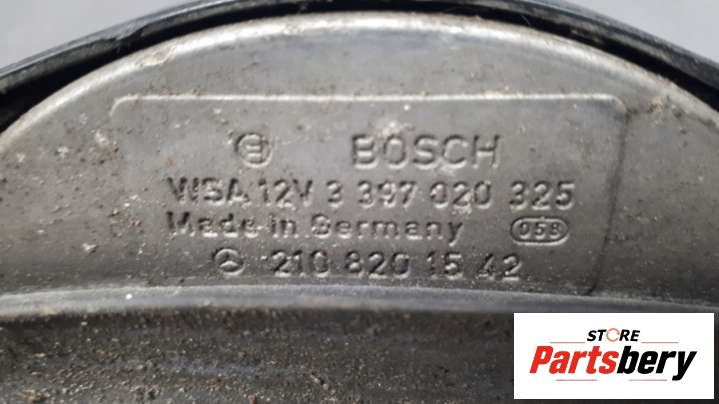 BOSCH
WSA 12V 3 397 020 325
Made in Germany 058
210 820 15 42
STORE
Partsbery